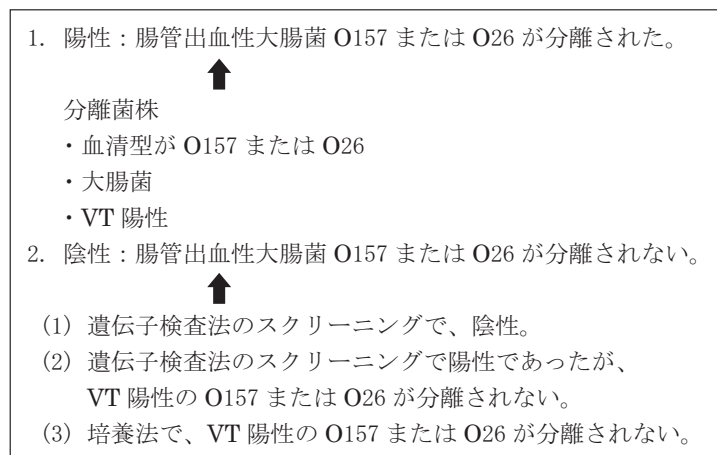 1. 陽性：腸管出血性大腸菌 O157 または O26 が分離された。
分離菌株
・血清型が O157 または O26
・大腸菌
・VT 陽性
2. 陰性：腸管出血性大腸菌 O157 または O26 が分離されない。
(1) 遺伝子検査法のスクリーニングで、陰性。
(2) 遺伝子検査法のスクリーニングで陽性であったが、
VT 陽性の O157 または O26 が分離されない。
(3) 培養法で、VT 陽性の O157 または O26 が分離されない。